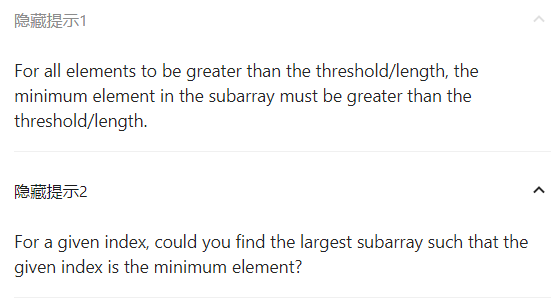 隐藏提示1
For all elements to be greater than the threshold/length, the
minimum element in the subarray must be greater than the
threshold/length.
隐藏提示2
For a given index, could you find the largest subarray such that the
given index is the minimum element?